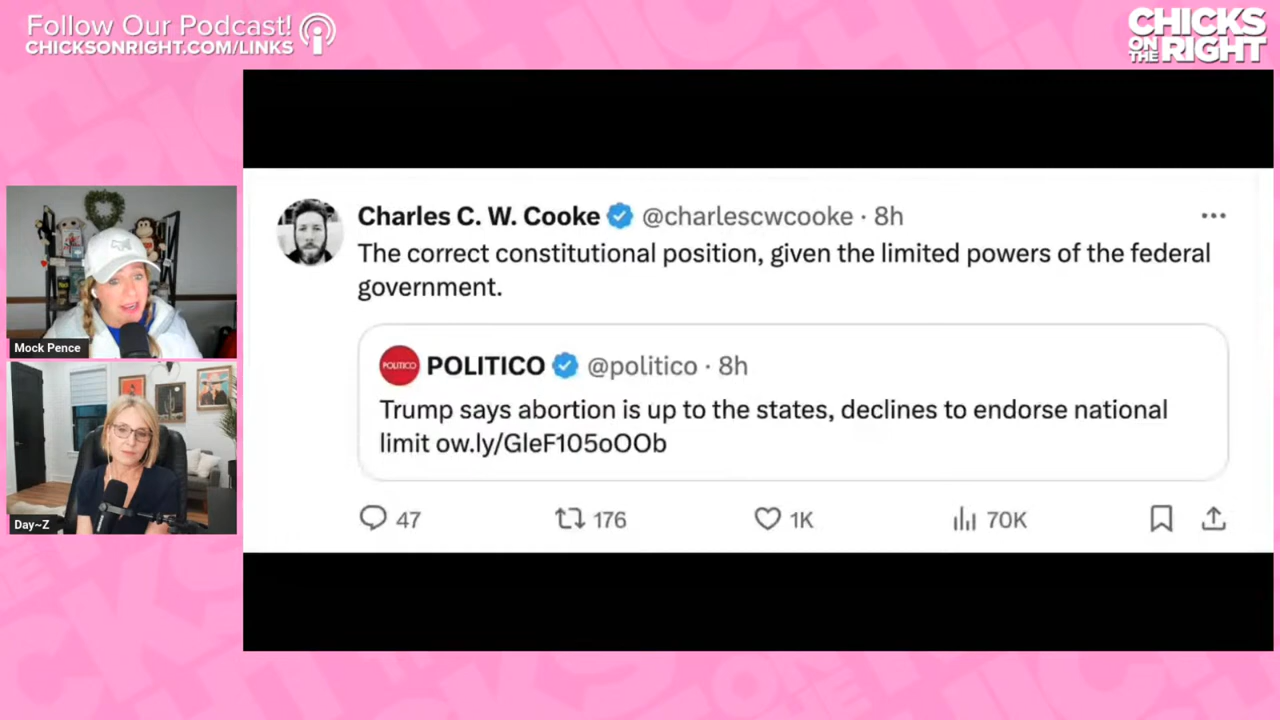 Follow Our Podcast!
CHICKSONRIGHT.COM/LINKS
CHICKS
ON THE RIGHT
Charles C. W. Cooke @charlescwcooke · 8h
The correct constitutional position, given the limited powers of the federal
government.
POLITICO
POLITICO @politico · 8h
Trump says abortion is up to the states, declines to endorse national
limit ow.ly/GleF105oOOb
47
176
1K
70K
Mock Pence
Day~Z